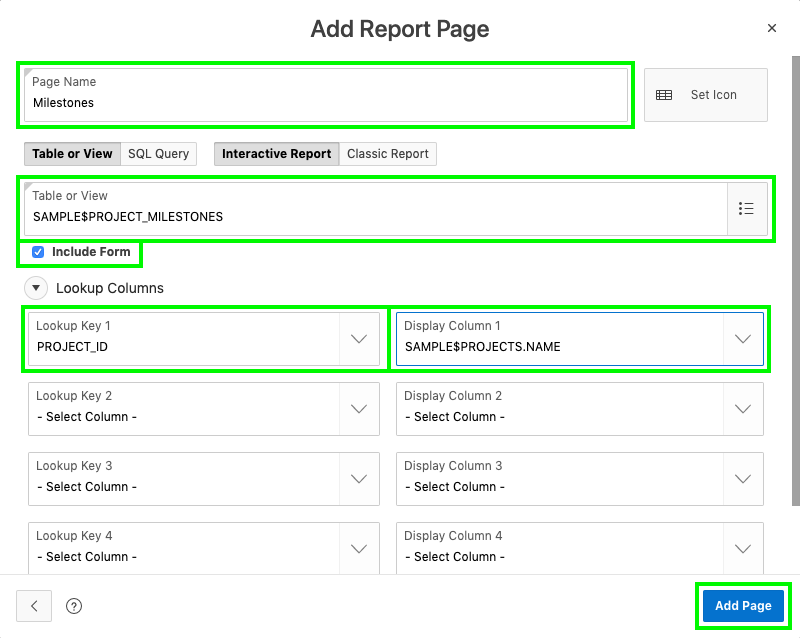 Add Report Page
Page Name
Milestones
Set Icon
Table or View SQL Query Interactive Report Classic Report
Table or View
SAMPLE$PROJECT_MILESTONES
Include Form
Lookup Columns
Lookup Key 1 Display Column 1
PROJECT_ID SAMPLE$PROJECTS.NAME
Lookup Key 2 Display Column 2
- Select Column - - Select Column -
Lookup Key 3 Display Column 3
- Select Column - - Select Column -
Lookup Key 4 Display Column 4
- Select Column - - Select Column -
? Add Page